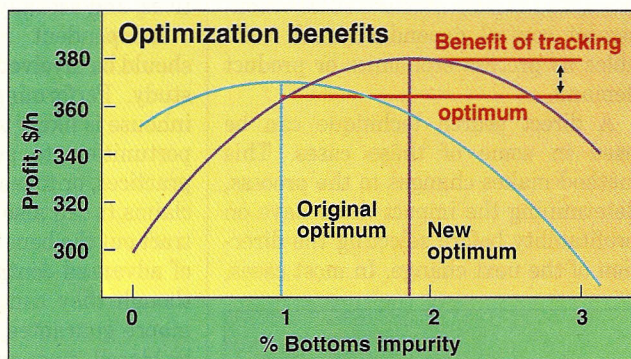 Optimization benefits
Benefit of tracking
optimum
Profit, $/h
380
360
340
320
300
Original
optimum
New
optimum
0
1
2
3
% Bottoms impurity